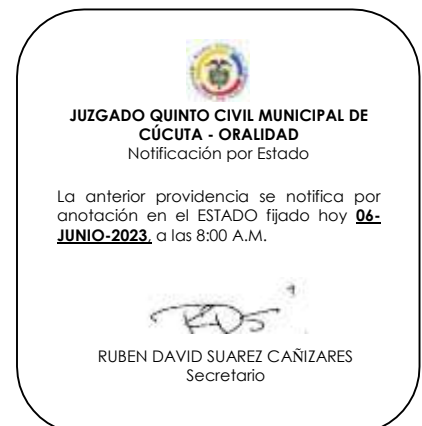 JUZGADO QUINTO CIVIL MUNICIPAL DE
CÚCUTA - ORALIDAD
Notificación por Estado
La anterior providencia se notifica por
anotación en el ESTADO fijado hoy 06-
JUNIO-2023, a las 8:00 A.M.
RUBEN DAVID SUAREZ CAÑIZARES
Secretario